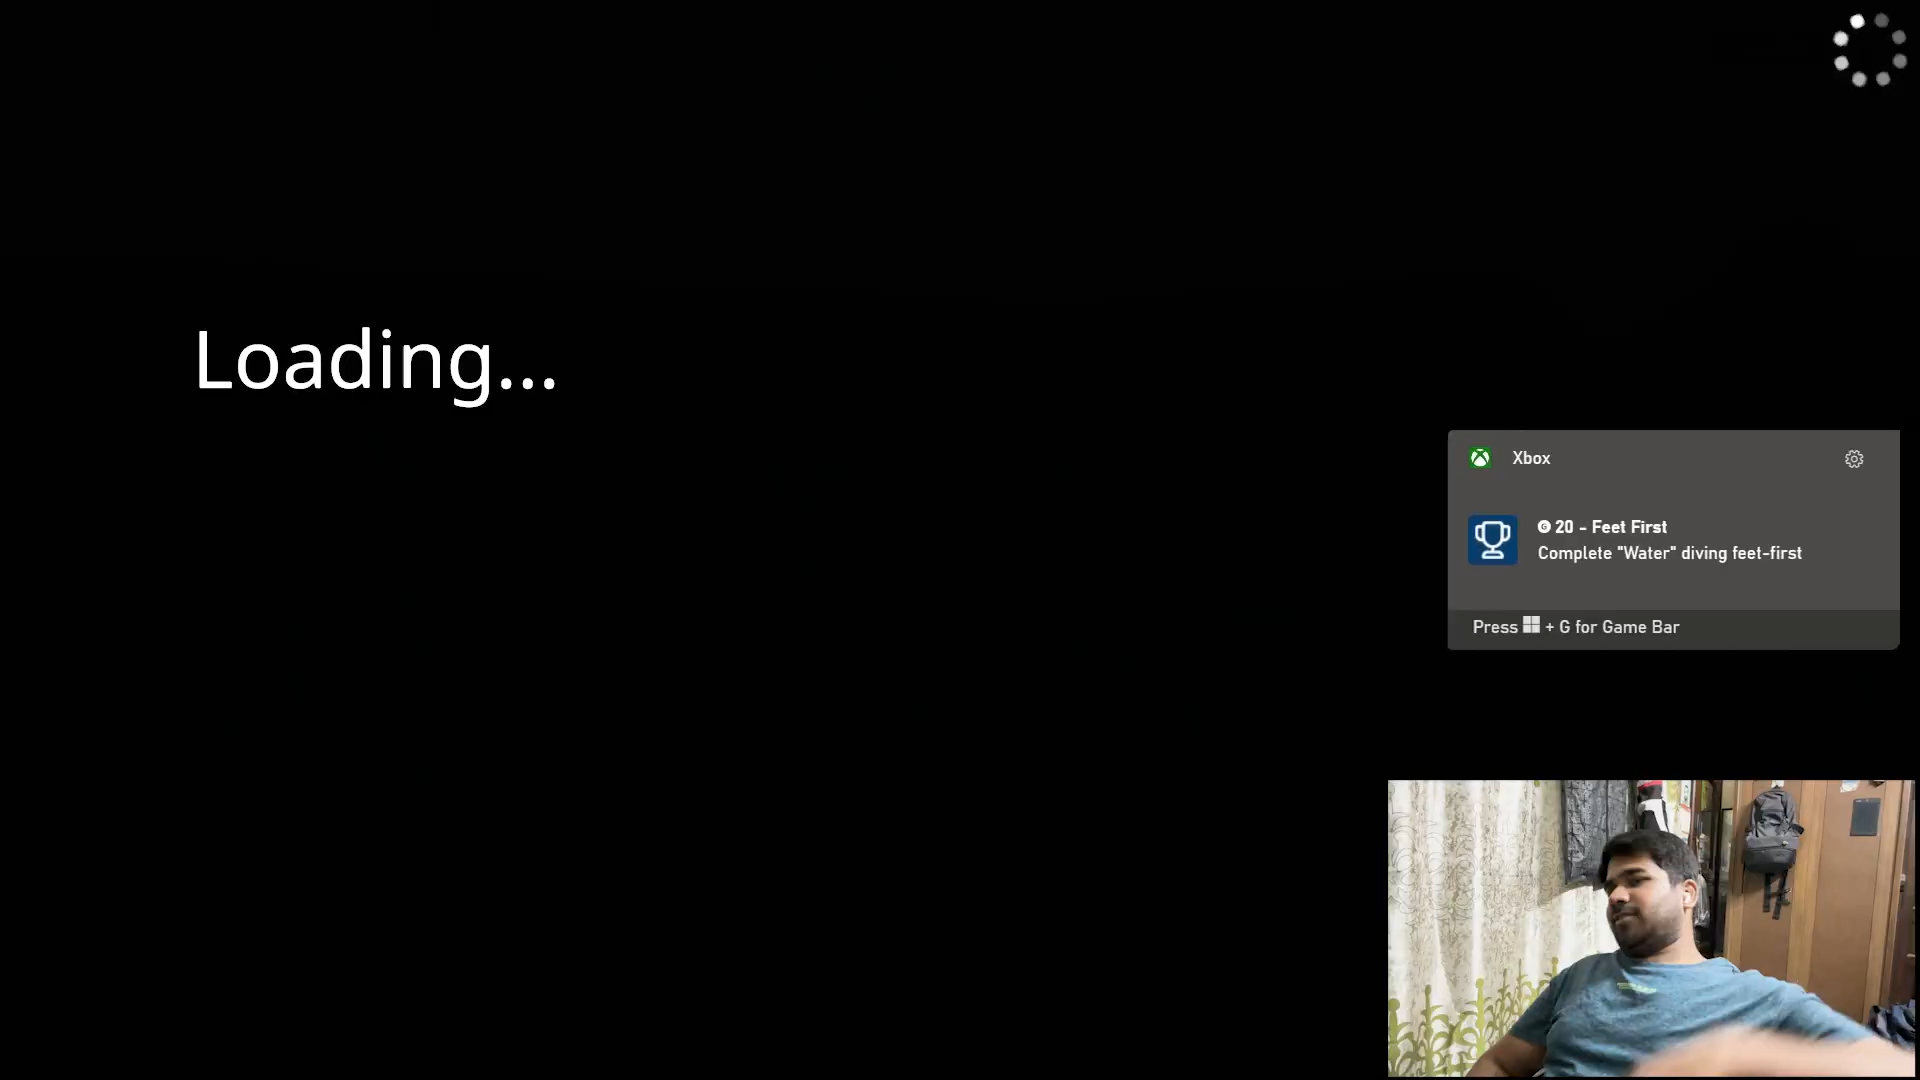 Loading...
Xbox
G 20 - Feet First
Complete "Water" diving feet-first
Press + G for Game Bar